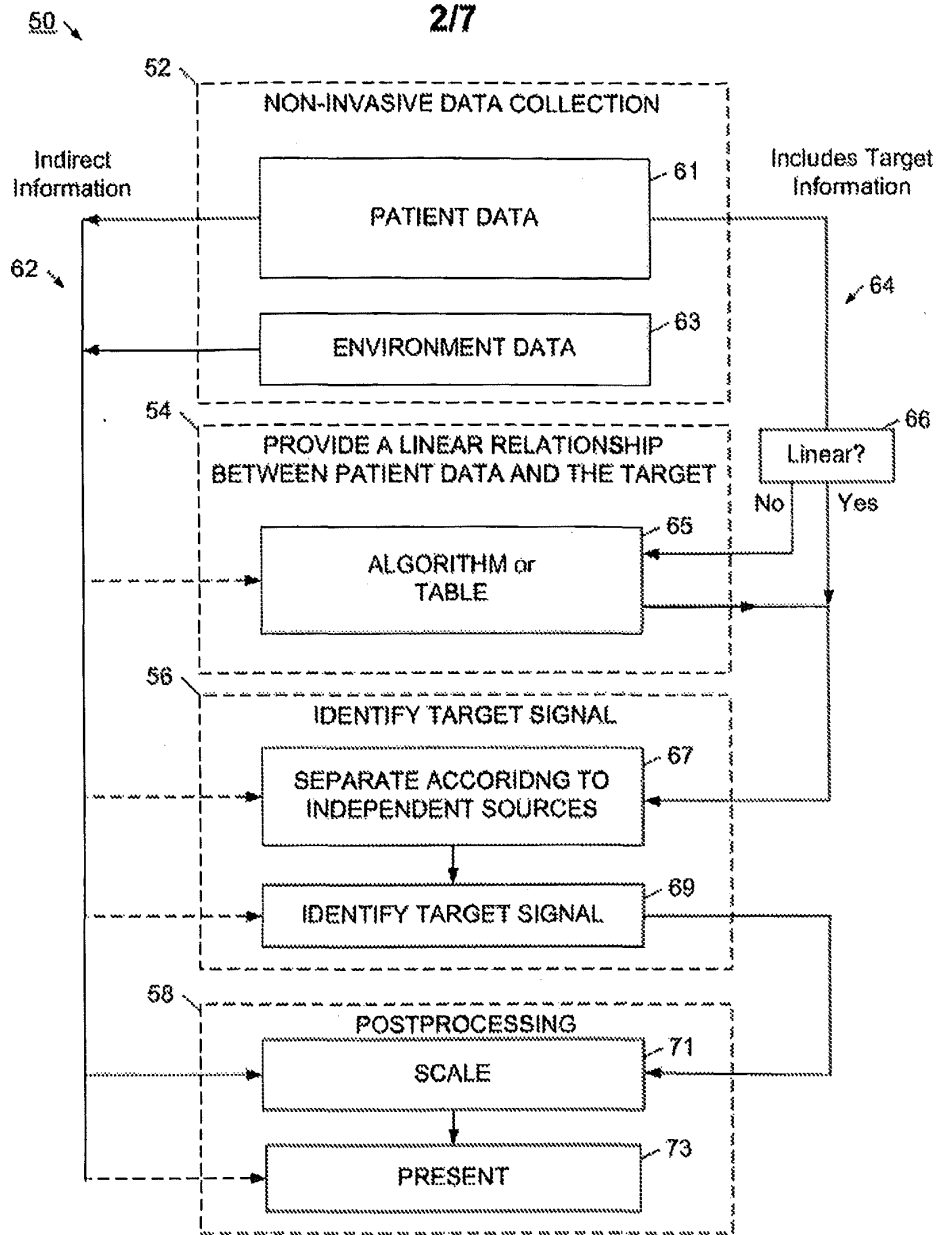 50
2/7
52
NON-INVASIVE DATA COLLECTION
Indirect
Information
Includes Target
Information
61
PATIENT DATA
62
64
63
ENVIRONMENT DATA
54
PROVIDE A LINEAR RELATIONSHIP
BETWEEN PATIENT DATA AND THE TARGET
66
Linear?
No
Yes
65
ALGORITHM or
TABLE
56
IDENTIFY TARGET SIGNAL
67
SEPARATE ACCORIDNG TO
INDEPENDENT SOURCES
69
IDENTIFY TARGET SIGNAL
58
POSTPROCESSING
71
SCALE
73
PRESENT